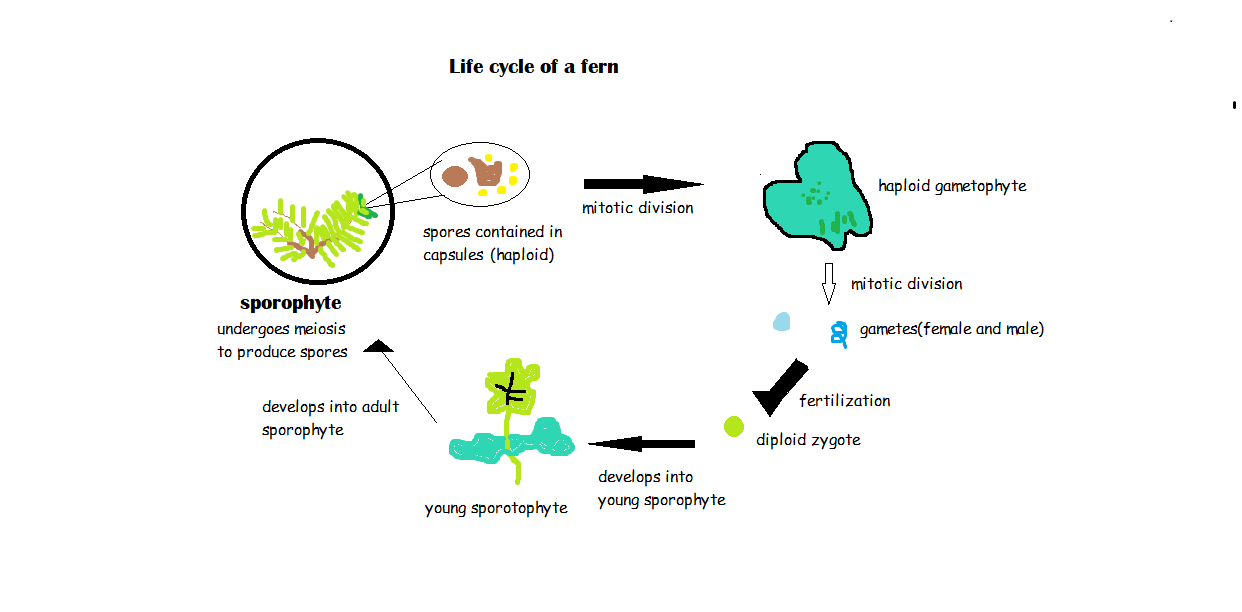 Life cycle of a fern
spores contained in
capsules (haploid)
mitotic division
haploid gametophyte
mitotic division
gametes(female and male)
fertilization
diploid zygote
develops into
young sporophyte
young sporotophyte
develops into adult
sporophyte
sporophyte
undergoes meiosis
to produce spores